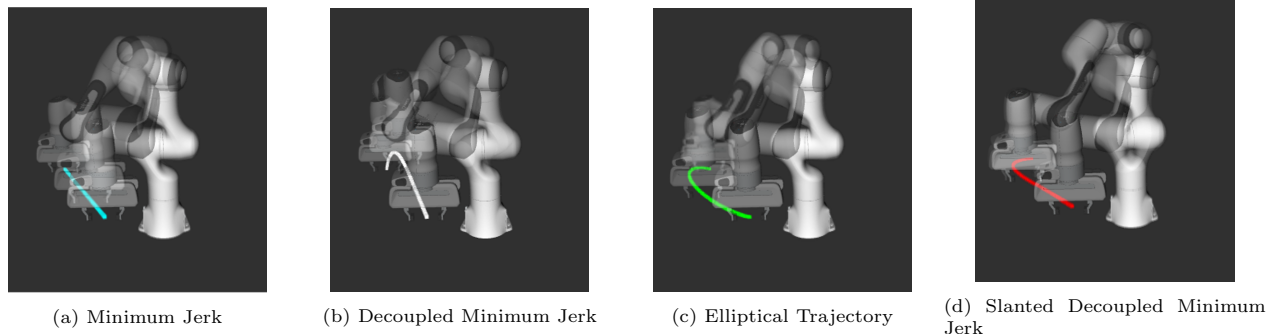 (a) Minimum Jerk
(b) Decoupled Minimum Jerk
(c) Elliptical Trajectory
(d) Slanted Decoupled Minimum
Jerk